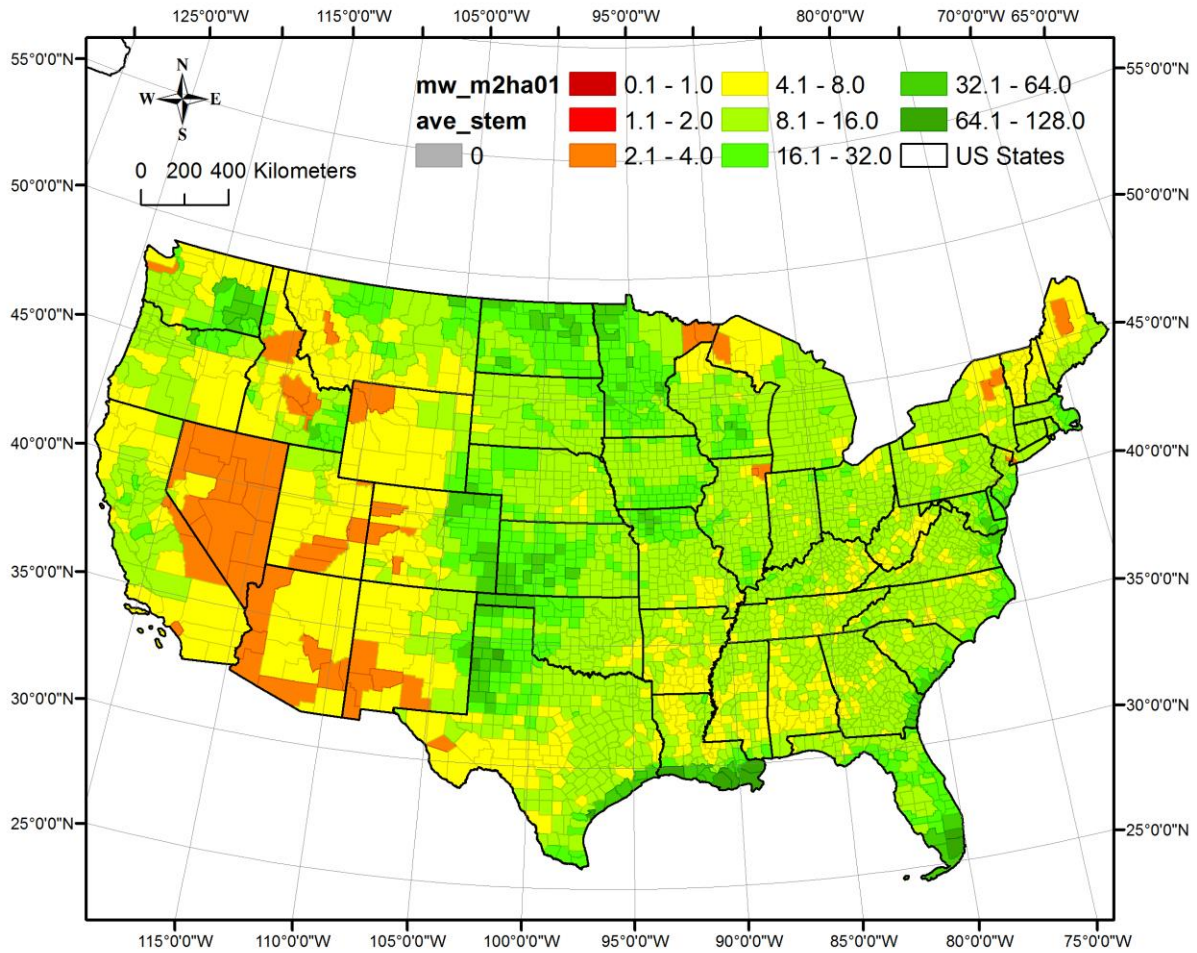 125°0'0"W 115°0'0"W 105°0'0"W 95°0'0"W 80°0'0"W 70°0'0"W 65°0'0"W
55°0'0"N 55°0'0"N
N
W E
S
mw_m2ha01 0.1 - 1.0 4.1 - 8.0 32.1 - 64.0
ave_stem 1.1 - 2.0 8.1 - 16.0 64.1 - 128.0
0 2.1 - 4.0 16.1 - 32.0 US States
0 200 400 Kilometers
50°0'0"N 50°0'0"N
45°0'0"N 45°0'0"N
40°0'0"N 40°0'0"N
35°0'0"N 35°0'0"N
30°0'0"N 30°0'0"N
25°0'0"N 25°0'0"N
115°0'0"W 110°0'0"W 105°0'0"W 100°0'0"W 95°0'0"W 90°0'0"W 85°0'0"W 80°0'0"W 75°0'0"W